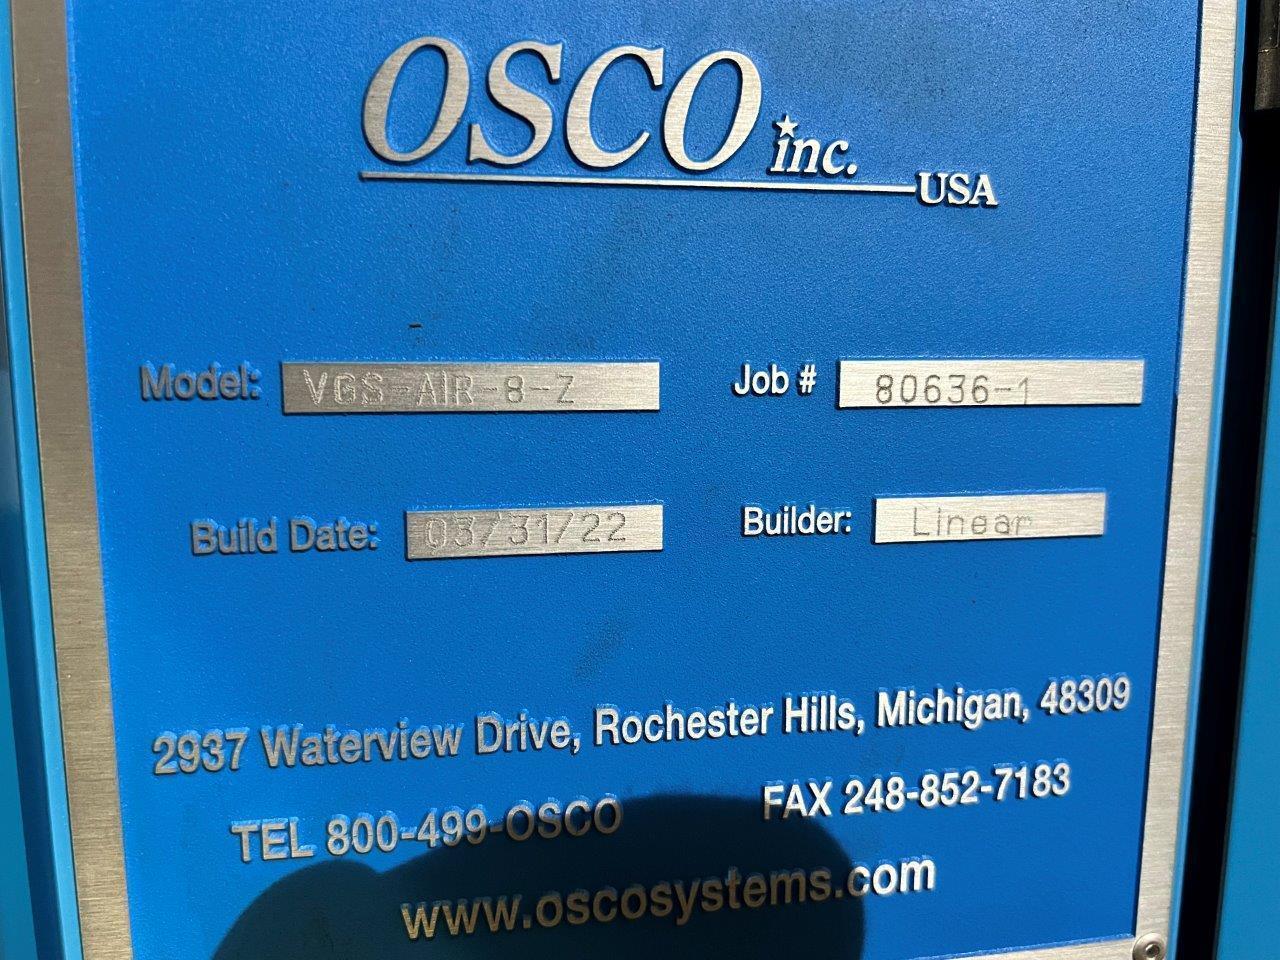 OSCO inc.
USA
Model: VGS-AIR-8-Z Job # 80636-1
Build Date: 03/31/22 Builder: Linear
2937 Waterview Drive, Rochester Hills, Michigan, 48309
TEL 800-499-OSCO FAX 248-852-7183
www.oscosystems.com